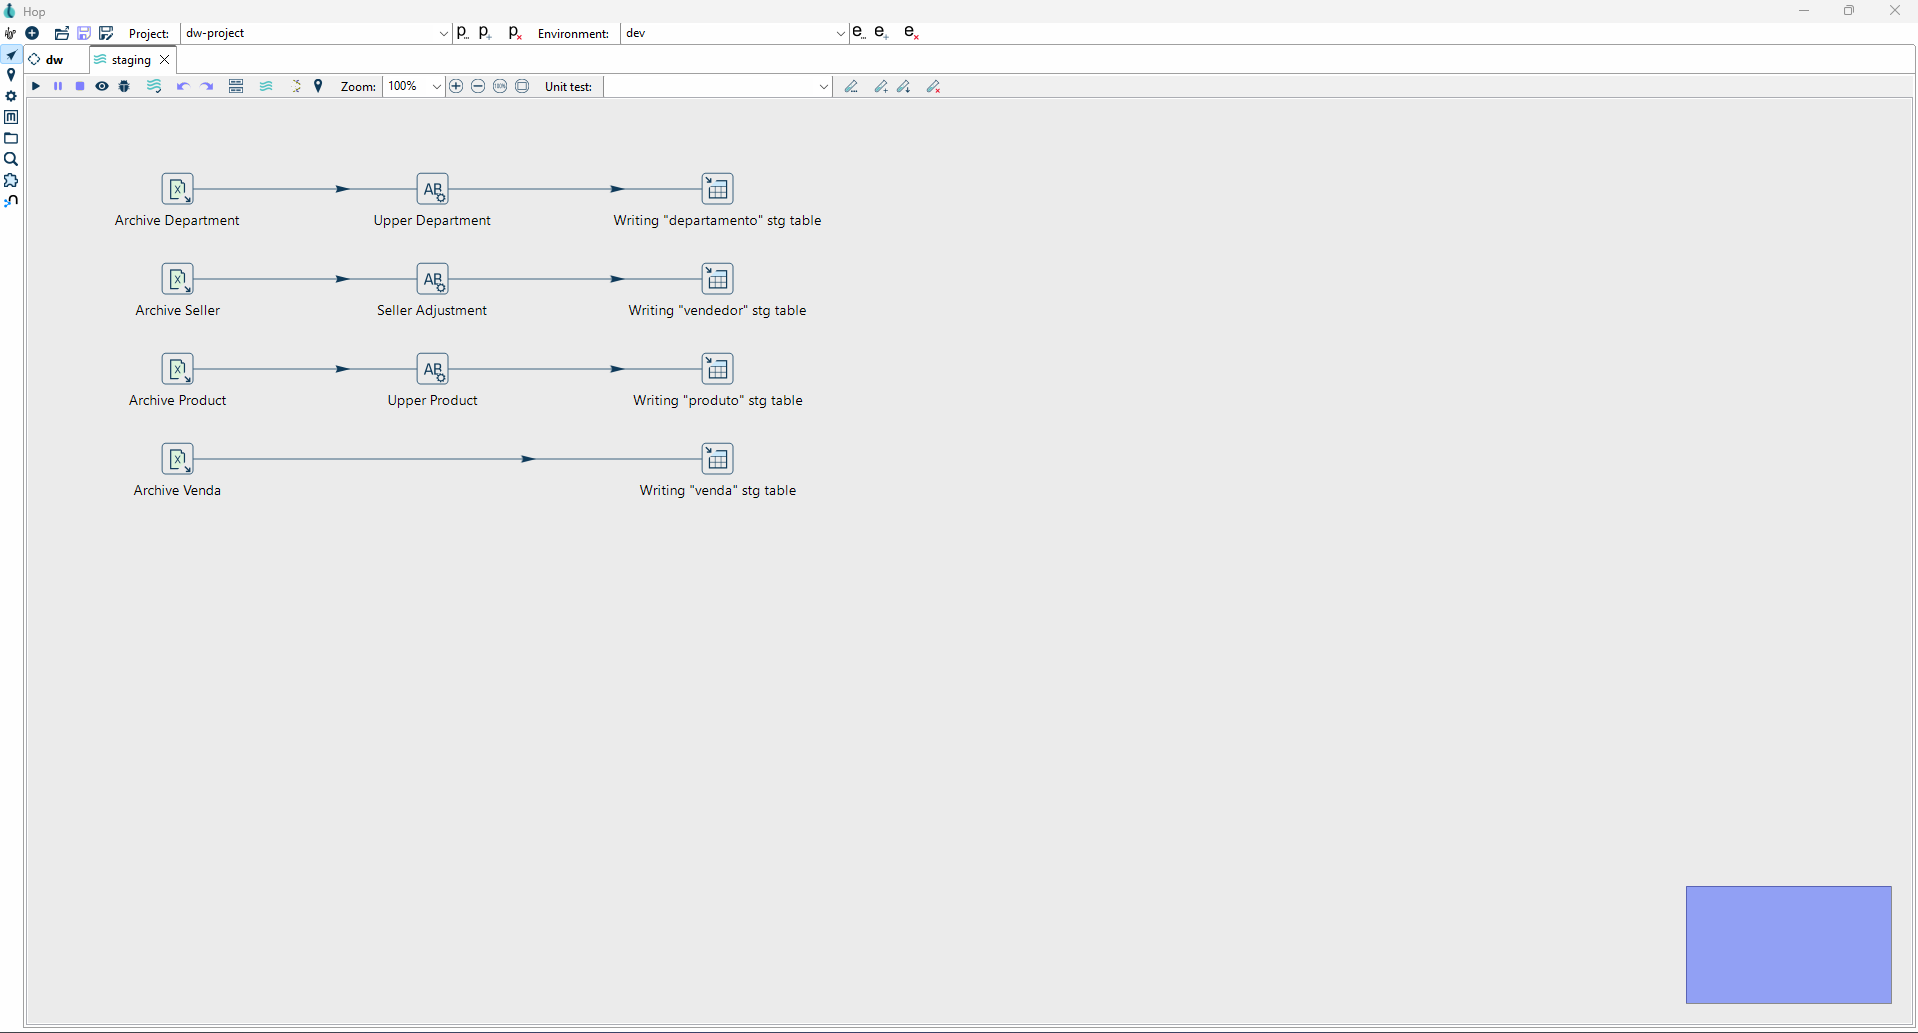 Hop
Project: dw-project Environment: dev
dw staging
Zoom: 100% Unit test:
Archive Department Upper Department Writing "departamento" stg table
Archive Seller Seller Adjustment Writing "vendedor" stg table
Archive Product Upper Product Writing "produto" stg table
Archive Venda Writing "venda" stg table